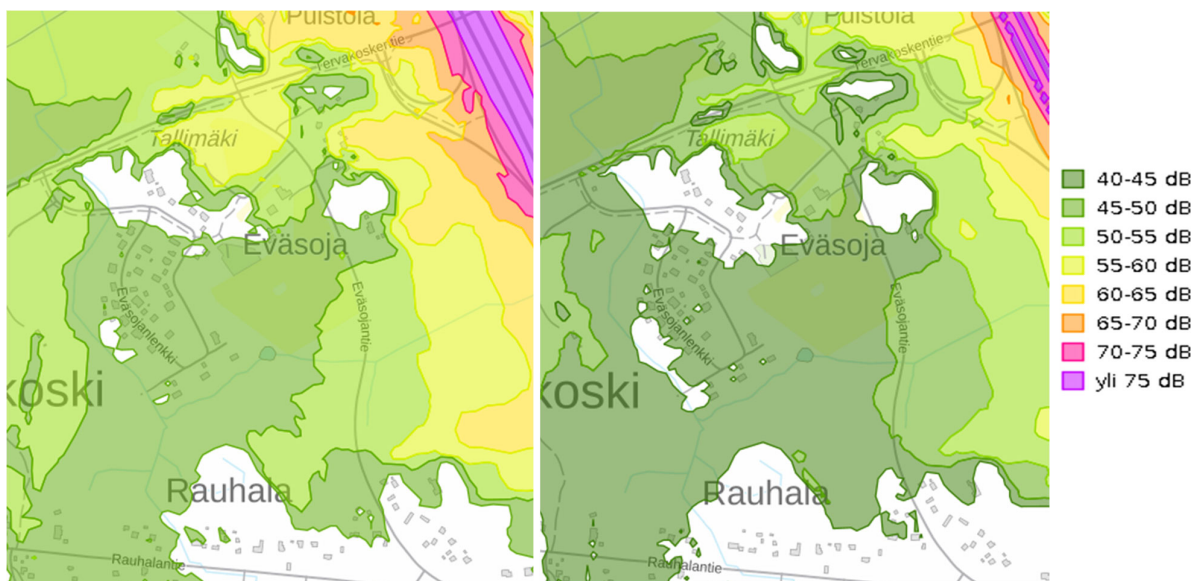 Puistola
Tervakoskentie
Tallimäki
Eväsoja
Eväsojanlenkki
Eväsojantie
koski
Rauhala
Rauhalantie
Puistola
Tervakoskentie
Tallimäki
Eväsoja
Eväsojanlenkki
Eväsojantie
koski
Rauhala
Rauhalantie
40-45 dB
45-50 dB
50-55 dB
55-60 dB
60-65 dB
65-70 dB
70-75 dB
yli 75 dB